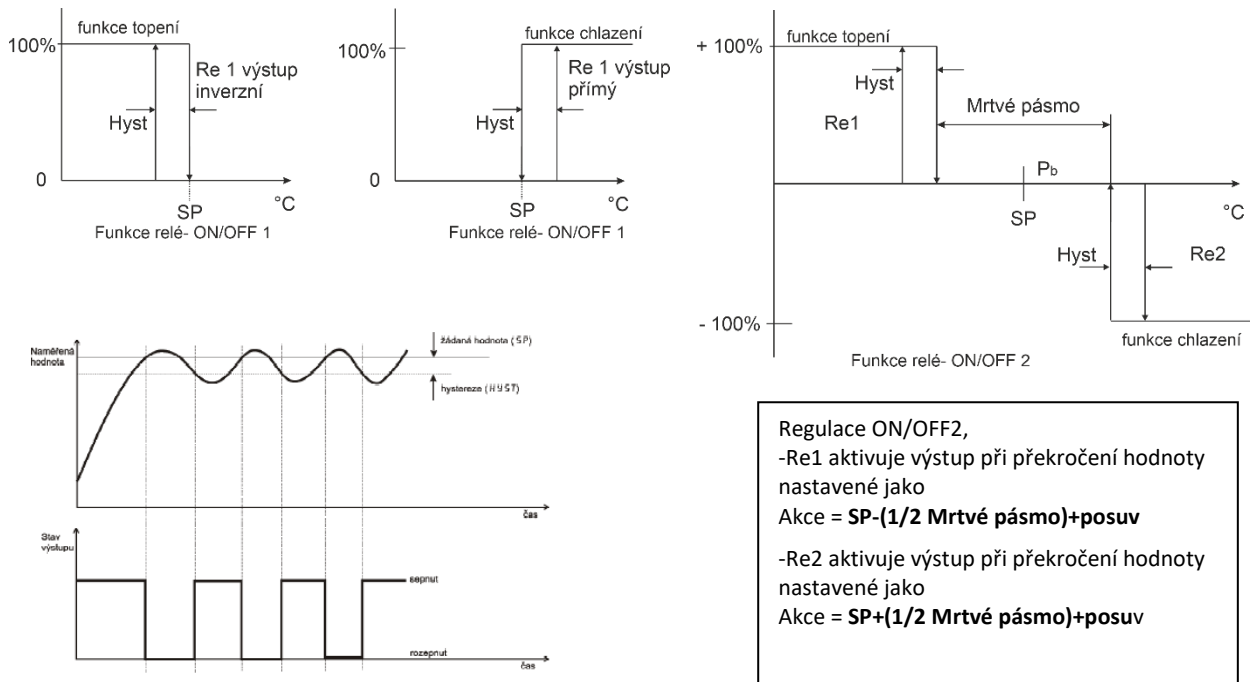 funkce topení
100%
Re 1 výstup
inverzní
Hyst
0
SP
°C
Funkce relé- ON/OFF 1
funkce chlazení
100%
Re 1 výstup
přímý
Hyst
0
SP
°C
Funkce relé- ON/OFF 1
funkce topení
+ 100%
Hyst
Mrtvé pásmo
Re1
Pb
°C
SP
Hyst
Re2
- 100%
funkce chlazení
Funkce relé- ON/OFF 2
Naměřená
hodnota
žádaná hodnota (SP)
hystereze (HYST)
čas
Stav
výstupu
sepnut
rozepnut
čas
Regulace ON/OFF2,
-Re1 aktivuje výstup při překročení hodnoty
nastavené jako
Akce = SP-(1/2 Mrtvé pásmo)+posuv
-Re2 aktivuje výstup při překročení hodnoty
nastavené jako
Akce = SP+(1/2 Mrtvé pásmo)+posuv